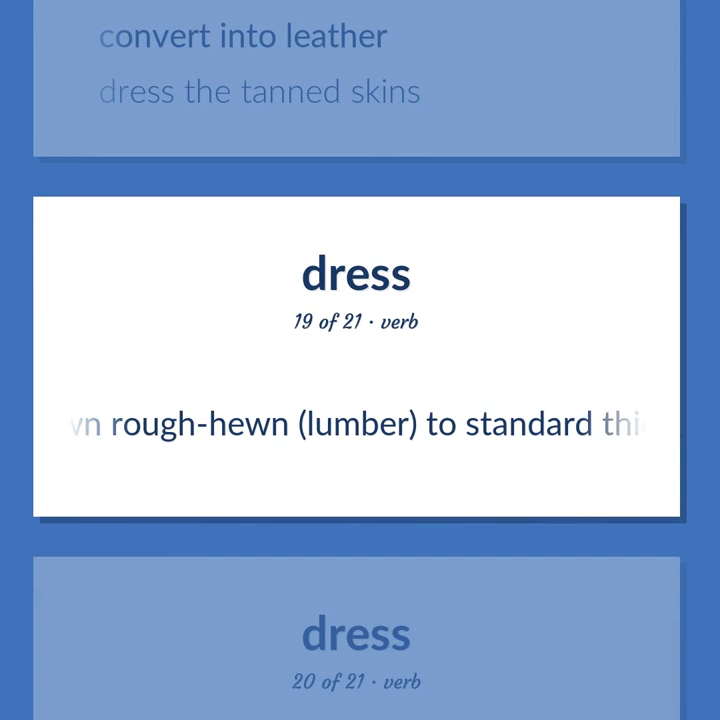 convert into leather
dress the tanned skins
dress
19 of 21 · verb
rough-hewn (lumber) to standard
dress
20 of 21 · verb